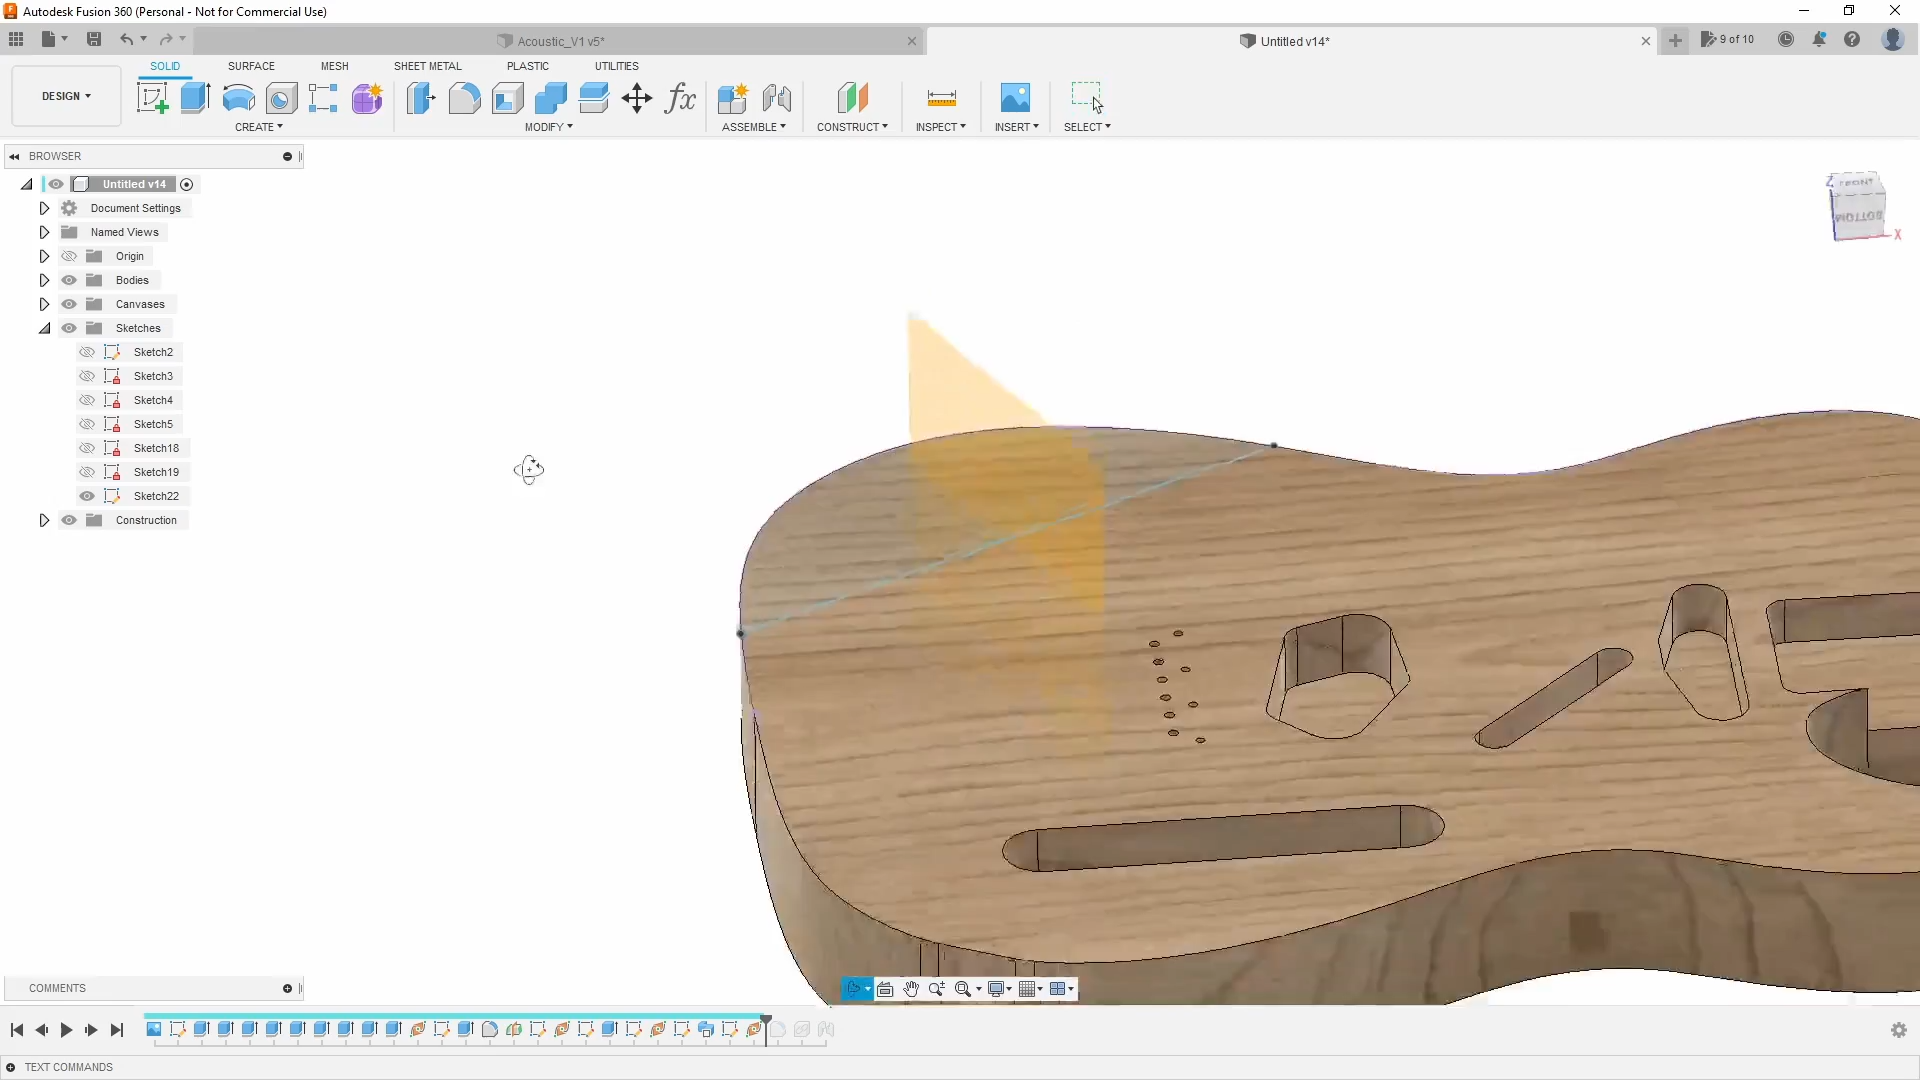 Autodesk Fusion 360 (Personal - Not for Commercial Use)
Acoustic_V1 v5*
Untitled v14*
9 of 10
DESIGN
SOLID
SURFACE
MESH
SHEET METAL
PLASTIC
UTILITIES
CREATE
MODIFY
ASSEMBLE
CONSTRUCT
INSPECT
INSERT
SELECT
BROWSER
Untitled v14
Document Settings
Named Views
Origin
Bodies
Canvases
Sketches
Sketch2
Sketch3
Sketch4
Sketch5
Sketch18
Sketch19
Sketch22
Construction
Z
FRONT
BOTTOM
X
COMMENTS
TEXT COMMANDS